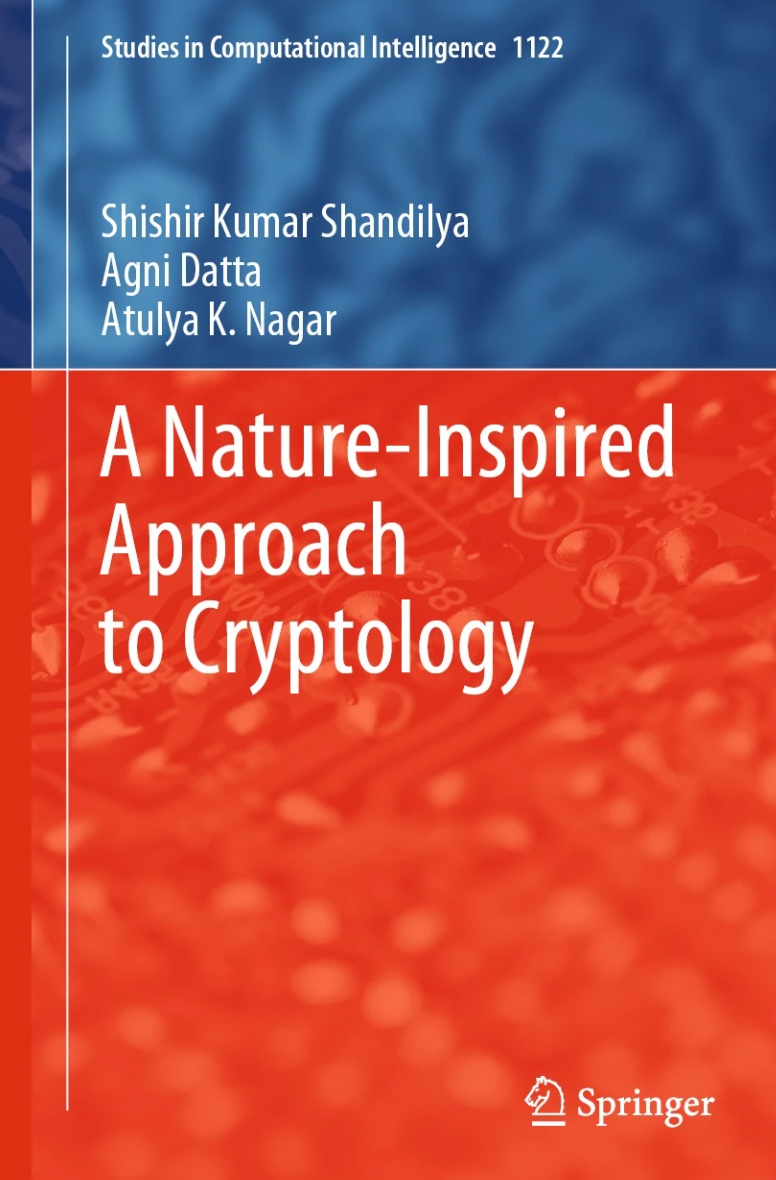 Studies in Computational Intelligence 1122
Shishir Kumar Shandilya
Agni Datta
Atulya K. Nagar
A Nature-Inspired
Approach
to Cryptology
Springer